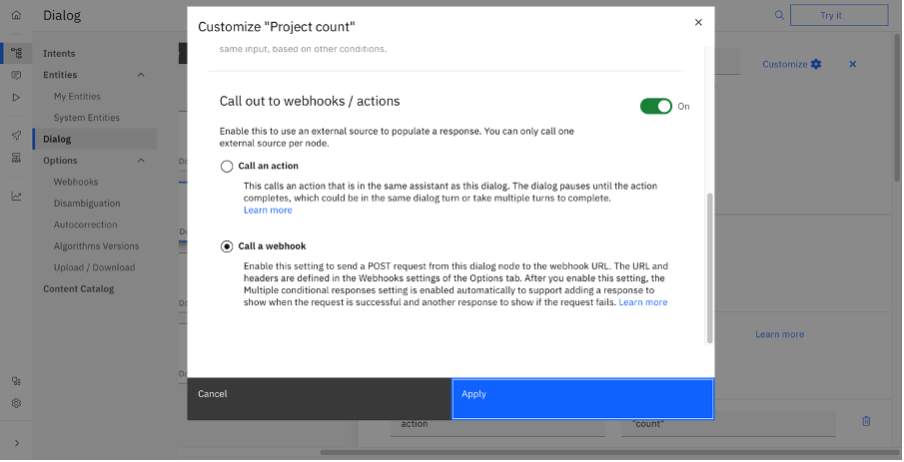 Dialog
Try it
Intents
Entities
My Entities
System Entities
Dialog
Options
Webhooks
Disambiguation
Autocorrection
Algorithms Versions
Upload / Download
Content Catalog
Customize "Project count"
same input, based on other conditions.
Call out to webhooks / actions
On
Enable this to use an external source to populate a response. You can only call one
external source per node.
Call an action
This calls an action that is in the same assistant as this dialog. The dialog pauses until the action
completes, which could be in the same dialog turn or take multiple turns to complete.
Learn more
Call a webhook
Enable this setting to send a POST request from this dialog node to the webhook URL. The URL and
headers are defined in the Webhooks settings of the Options tab. After you enable this setting, the
Multiple conditional responses setting is enabled automatically to support adding a response to
show when the request is successful and another response to show if the request fails. Learn more
Cancel
Apply
Customize
Learn more
action
"count"